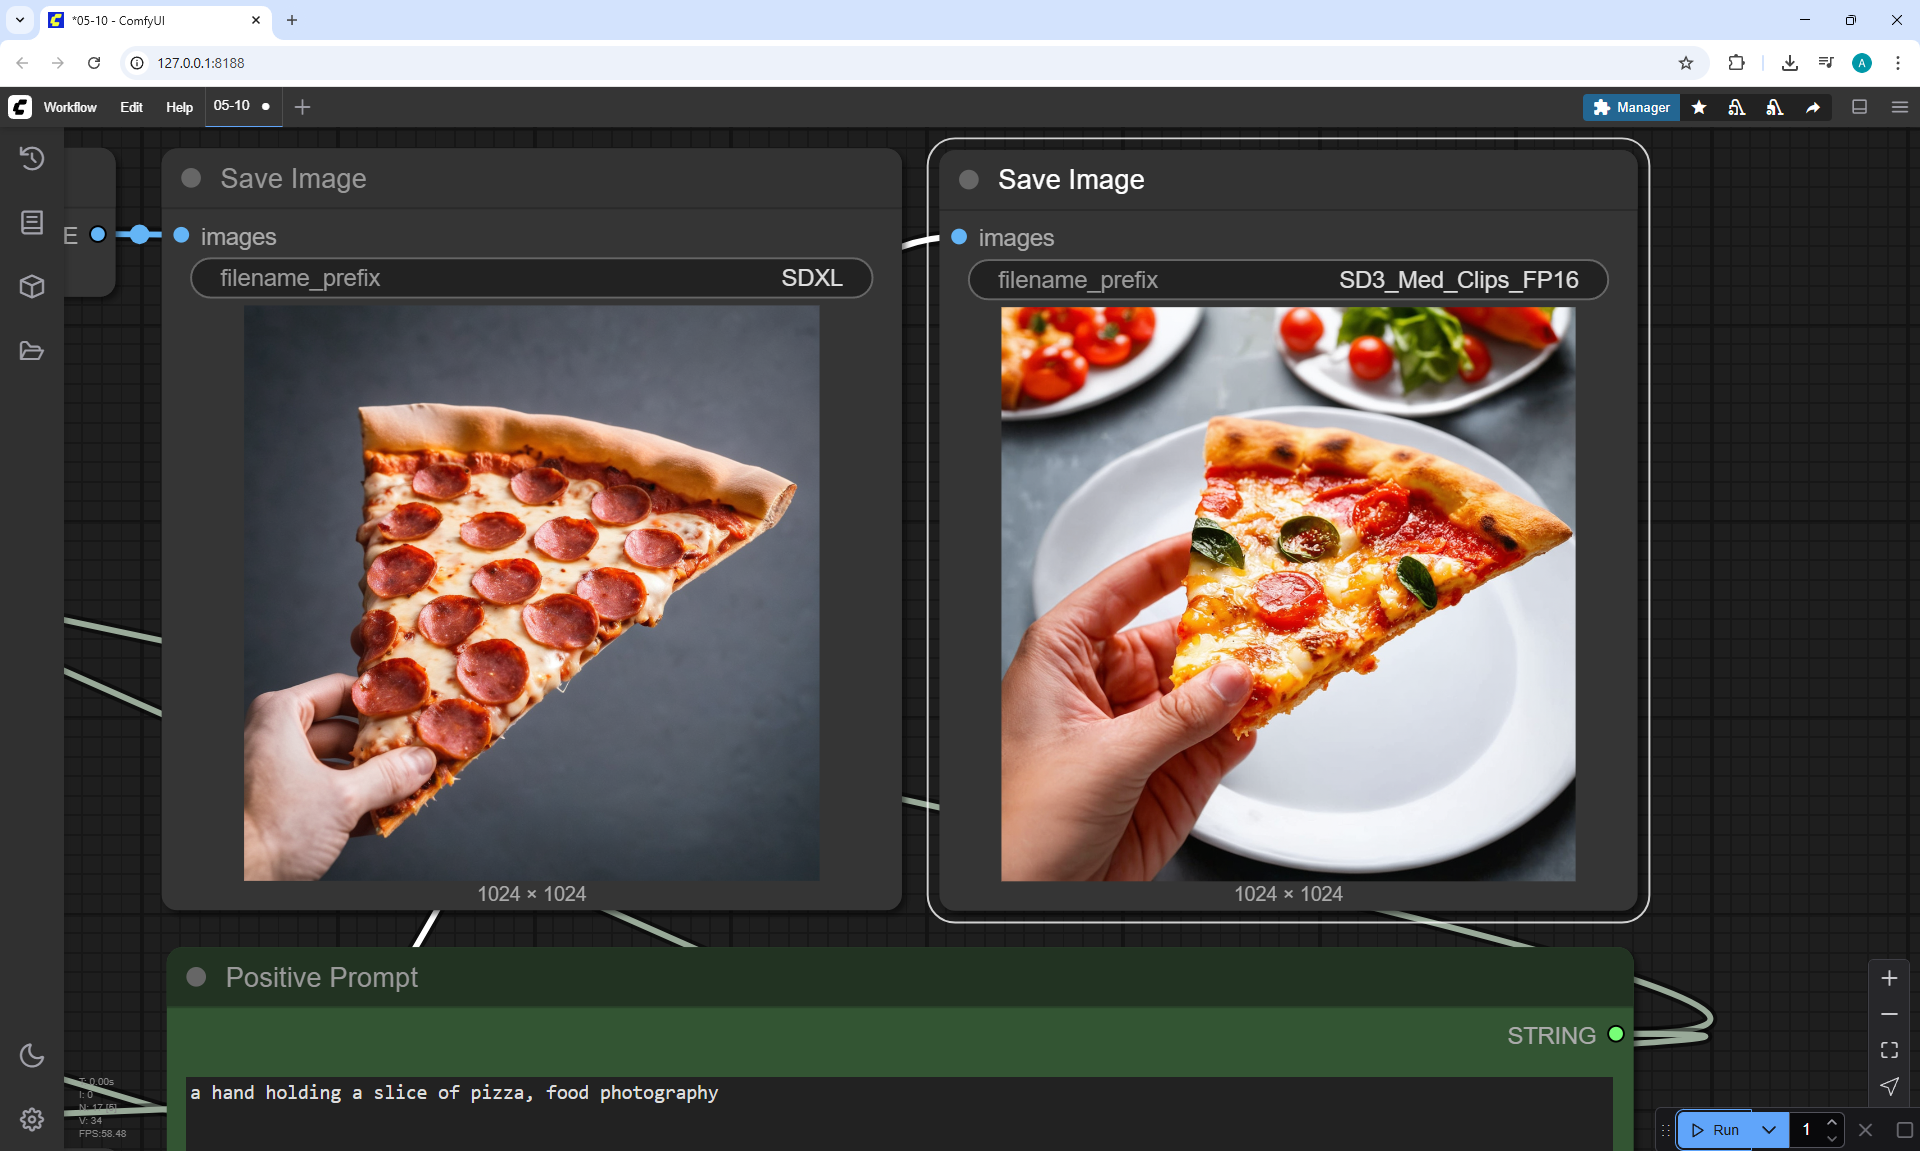 *05-10 - ComfyUI
127.0.0.1:8188
Workflow Edit Help 05-10 Manager
Save Image
E images
filename_prefix SDXL
1024 × 1024
Save Image
images
filename_prefix SD3_Med_Clips_FP16
1024 × 1024
Positive Prompt
STRING
a hand holding a slice of pizza, food photography
T: 0.00s
I: 0
N: 17 [5]
V: 34
FPS:58.48
Run 1
A